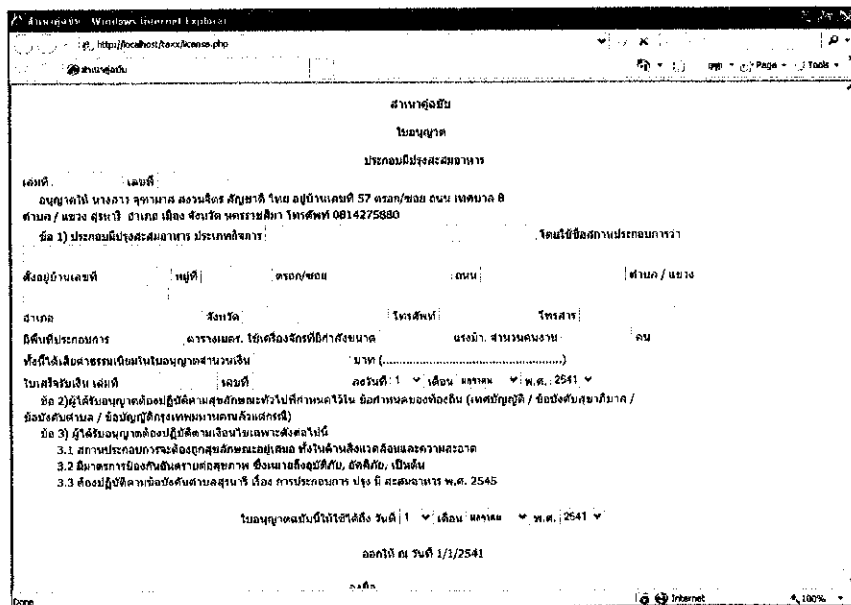 สำเนาคู่ฉบับ - Windows Internet Explorer
http://localhost/taxx/license.php
สำเนาคู่ฉบับ
Page
Tools
สำเนาคู่ฉบับ
ใบอนุญาต
ประกอบมีปรุงสะสมอาหาร
เล่มที่ เลขที่
อนุญาตให้ นางสาว จุฑามาส สงวนจิตร สัญชาติ ไทย อยู่บ้านเลขที่ 57 ตรอก/ซอย ถนน เทศบาล 8
ตำบล / แขวง สุรนารี อำเภอ เมือง จังหวัด นครราชสีมา โทรศัพท์ 0814275880
ข้อ 1) ประกอบมีปรุงสะสมอาหาร ประเภทกิจการ โดยใช้ชื่อสถานประกอบการว่า
ตั้งอยู่บ้านเลขที่ หมู่ที่ ตรอก/ซอย ถนน ตำบล / แขวง
อำเภอ จังหวัด โทรศัพท์ โทรสาร
มีพื้นที่ประกอบการ ตารางเมตร. ใช้เครื่องจักรที่มีกำลังขนาด แรงม้า. จำนวนคนงาน คน
ทั้งนี้ได้เสียค่าธรรมเนียมใบอนุญาตจำนวนเงิน บาท (......................................................)
ใบเสร็จรับเงิน เล่มที่ เลขที่ ลงวันที่ 1 เดือน มกราคม พ.ศ. 2541
ข้อ 2)ผู้ได้รับอนุญาตต้องปฏิบัติตามสุขลักษณะทั่วไปที่กำหนดไว้ใน ข้อกำหนดของท้องถิ่น (เทศบัญญัติ / ข้อบังคับสุขาภิบาล /
ข้อบังคับตำบล / ข้อบัญญัติกรุงเทพมหานครแล้วแต่กรณี)
ข้อ 3) ผู้ได้รับอนุญาตต้องปฏิบัติตามเงื่อนไขเฉพาะดังต่อไปนี้
3.1 สถานประกอบการจะต้องถูกสุขลักษณะอยู่เสมอ ทั้งในด้านสิ่งแวดล้อมและความสะอาด
3.2 มีมาตรการป้องกันอันตรายต่อสุขภาพ ซึ่งหมายถึงอุบัติภัย, อัคคีภัย, เป็นต้น
3.3 ต้องปฏิบัติตามข้อบังคับตำบลสุรนารี เรื่อง การประกอบการ ปรุง มี สะสมอาหาร พ.ศ. 2545
ใบอนุญาตฉบับนี้ให้ใช้ได้ถึง วันที่ 1 เดือน มกราคม พ.ศ. 2541
ออกให้ ณ วันที่ 1/1/2541
Done Internet 100%